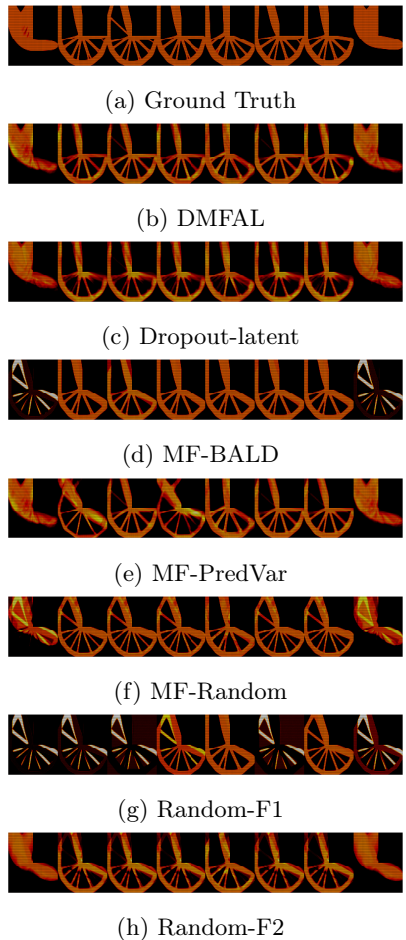 (a) Ground Truth
(b) DMFAL
(c) Dropout-latent
(d) MF-BALD
(e) MF-PredVar
(f) MF-Random
(g) Random-F1
(h) Random-F2